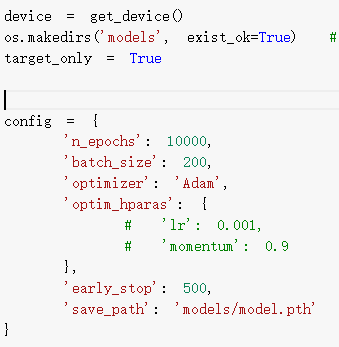 device = get_device()
os.makedirs('models', exist_ok=True) #
target_only = True
config = {
'n_epochs': 10000,
'batch_size': 200,
'optimizer': 'Adam',
'optim_hparas': {
# 'lr': 0.001,
# 'momentum': 0.9
},
'early_stop': 500,
'save_path': 'models/model.pth'
}